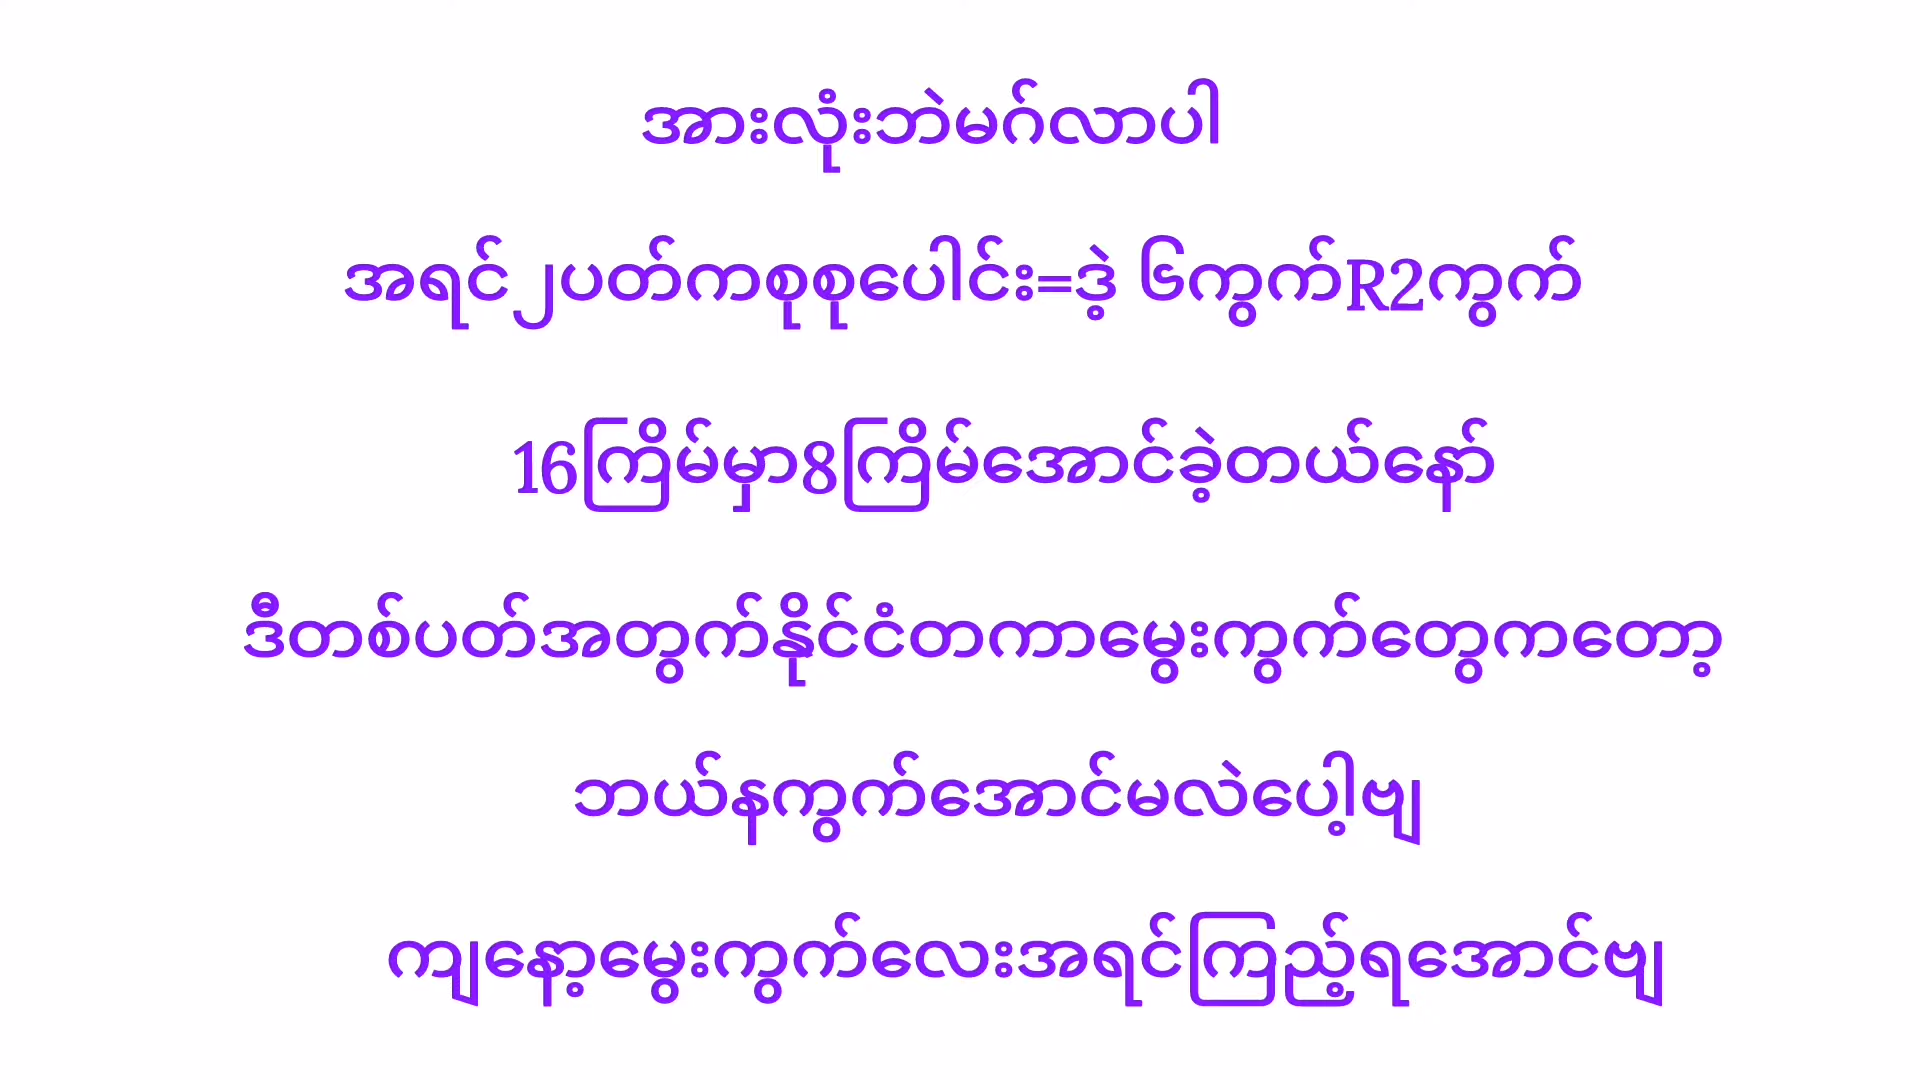 အားလုံးဘဲမင်္ဂလာပါ
အရင်၂ပတ်ကစုစုပေါင်း=ဒဲ့ ၆ကွက်R2ကွက်
16ကြိမ်မှာ8ကြိမ်အောင်ခဲ့တယ်နော်
ဒီတစ်ပတ်အတွက်နိုင်ငံတကာမွေးကွက်တွေကတော့
ဘယ်နကွက်အောင်မလဲပေါ့ဗျ
ကျနော့မွေးကွက်လေးအရင်ကြည့်ရအောင်ဗျ